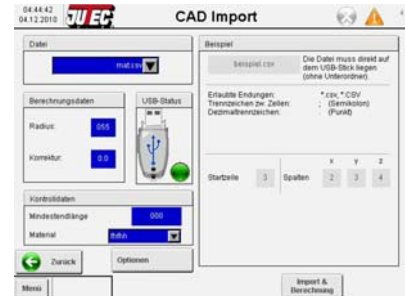 04:44:42
04.12.2010
JUTEC
CAD Import
Datei
mat.csv
Berechnungsdaten
Radius:
055
Korrektur:
0.0
USB-Status
Kontrolldaten
Mindestendlänge
000
Material
Zurück
Optionen
Menü
Beispiel
beispiel.csv
Die Datei muss direkt auf
dem USB-Stick liegen
(ohne Unterordner).
Erlaubte Endungen: *.csv, *.CSV
Trennzeichen zw. Zellen: ; (Semikolon)
Dezimaltrennzeichen: . (Punkt)
x y z
Startzeile 3 Spalten 2 3 4
Import &
Berechnung